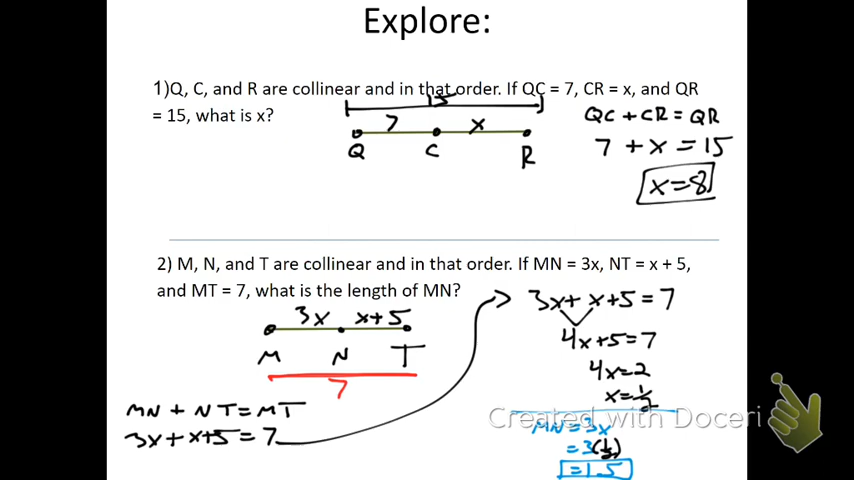 Explore:
1)Q, C, and R are collinear and in that order. If QC = 7, CR = x, and QR
= 15, what is x?
15
7 x
Q C R
QC + CR = QR
7 + x = 15
x=8
2) M, N, and T are collinear and in that order. If MN = 3x, NT = x + 5,
and MT = 7, what is the length of MN?
3x x+5
M N T
7
MN + NT = MT
3x+x+5 = 7
3x+x+5=7
4x+5=7
4x=2
x=1/2
MN = 3x
= 3(1/2)
=1.5
Created with Doceri